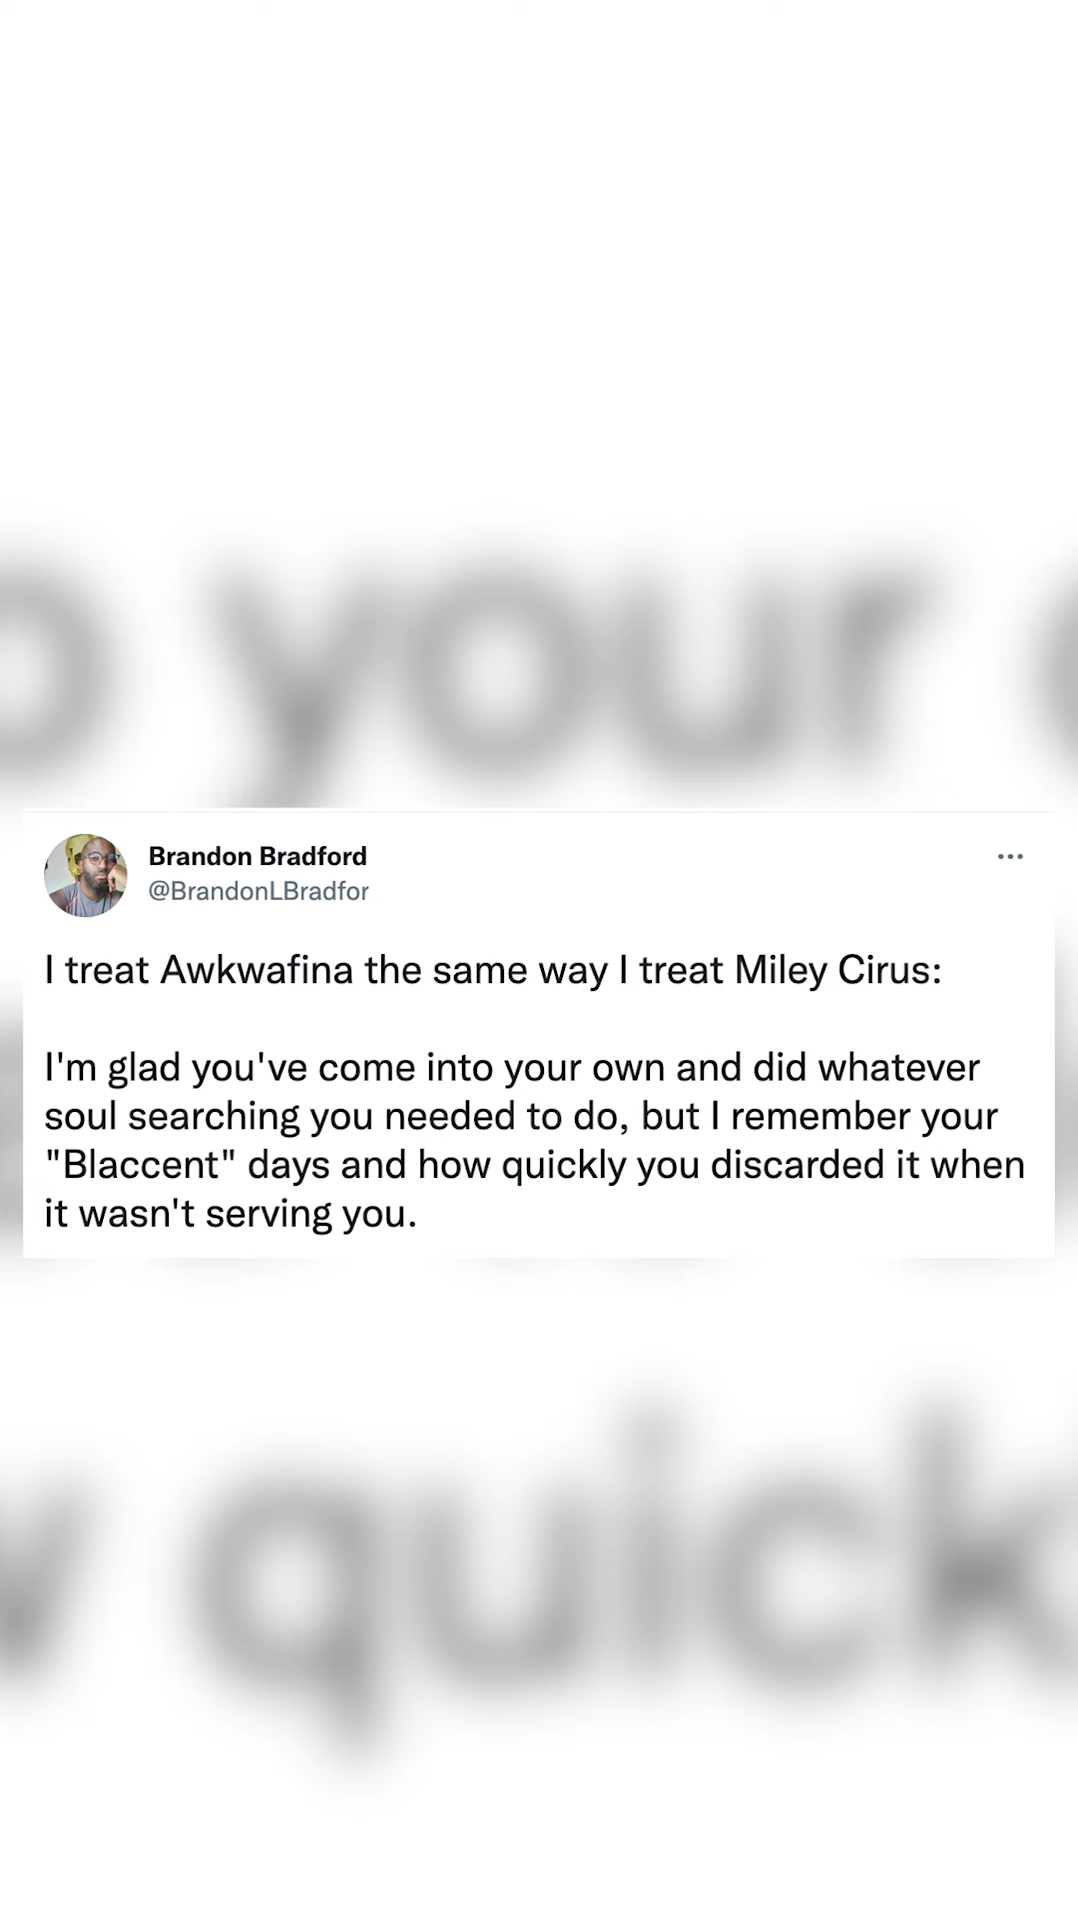 o your
Brandon Bradford
@BrandonLBradfor
I treat Awkwafina the same way I treat Miley Cirus:
I'm glad you've come into your own and did whatever
soul searching you needed to do, but I remember your
"Blaccent" days and how quickly you discarded it when
it wasn't serving you.
w quick